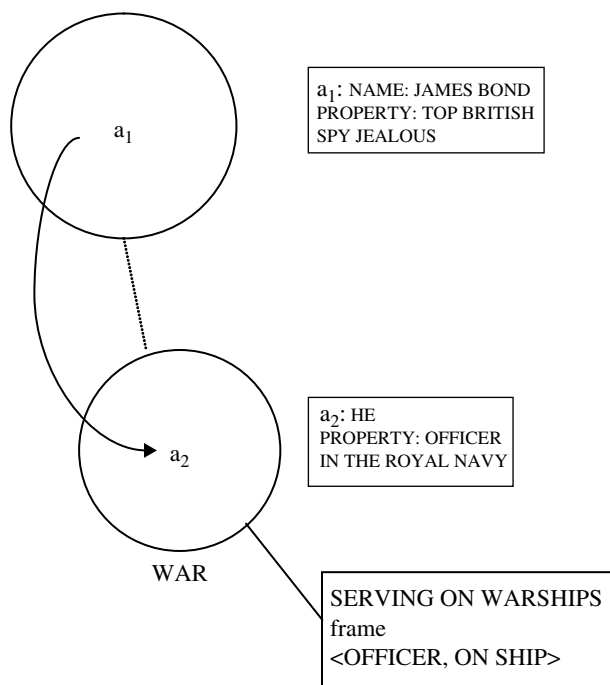 a1
a1: NAME: JAMES BOND
PROPERTY: TOP BRITISH
SPY JEALOUS
a2
a2: HE
PROPERTY: OFFICER
IN THE ROYAL NAVY
WAR
SERVING ON WARSHIPS
frame
<OFFICER, ON SHIP>